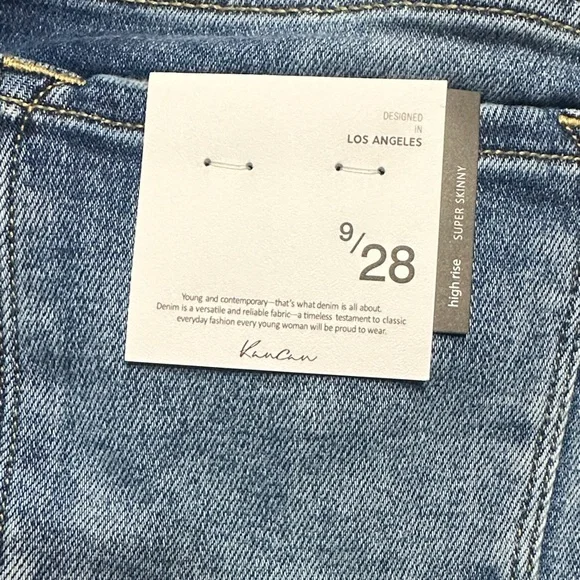 DESIGNED
IN
LOS ANGELES
9/28
Young and contemporary—that's what denim is all about.
Denim is a versatile and reliable fabric—a timeless testament to classic
everyday fashion every young woman will be proud to wear.
KanCan
high rise SUPER SKINNY